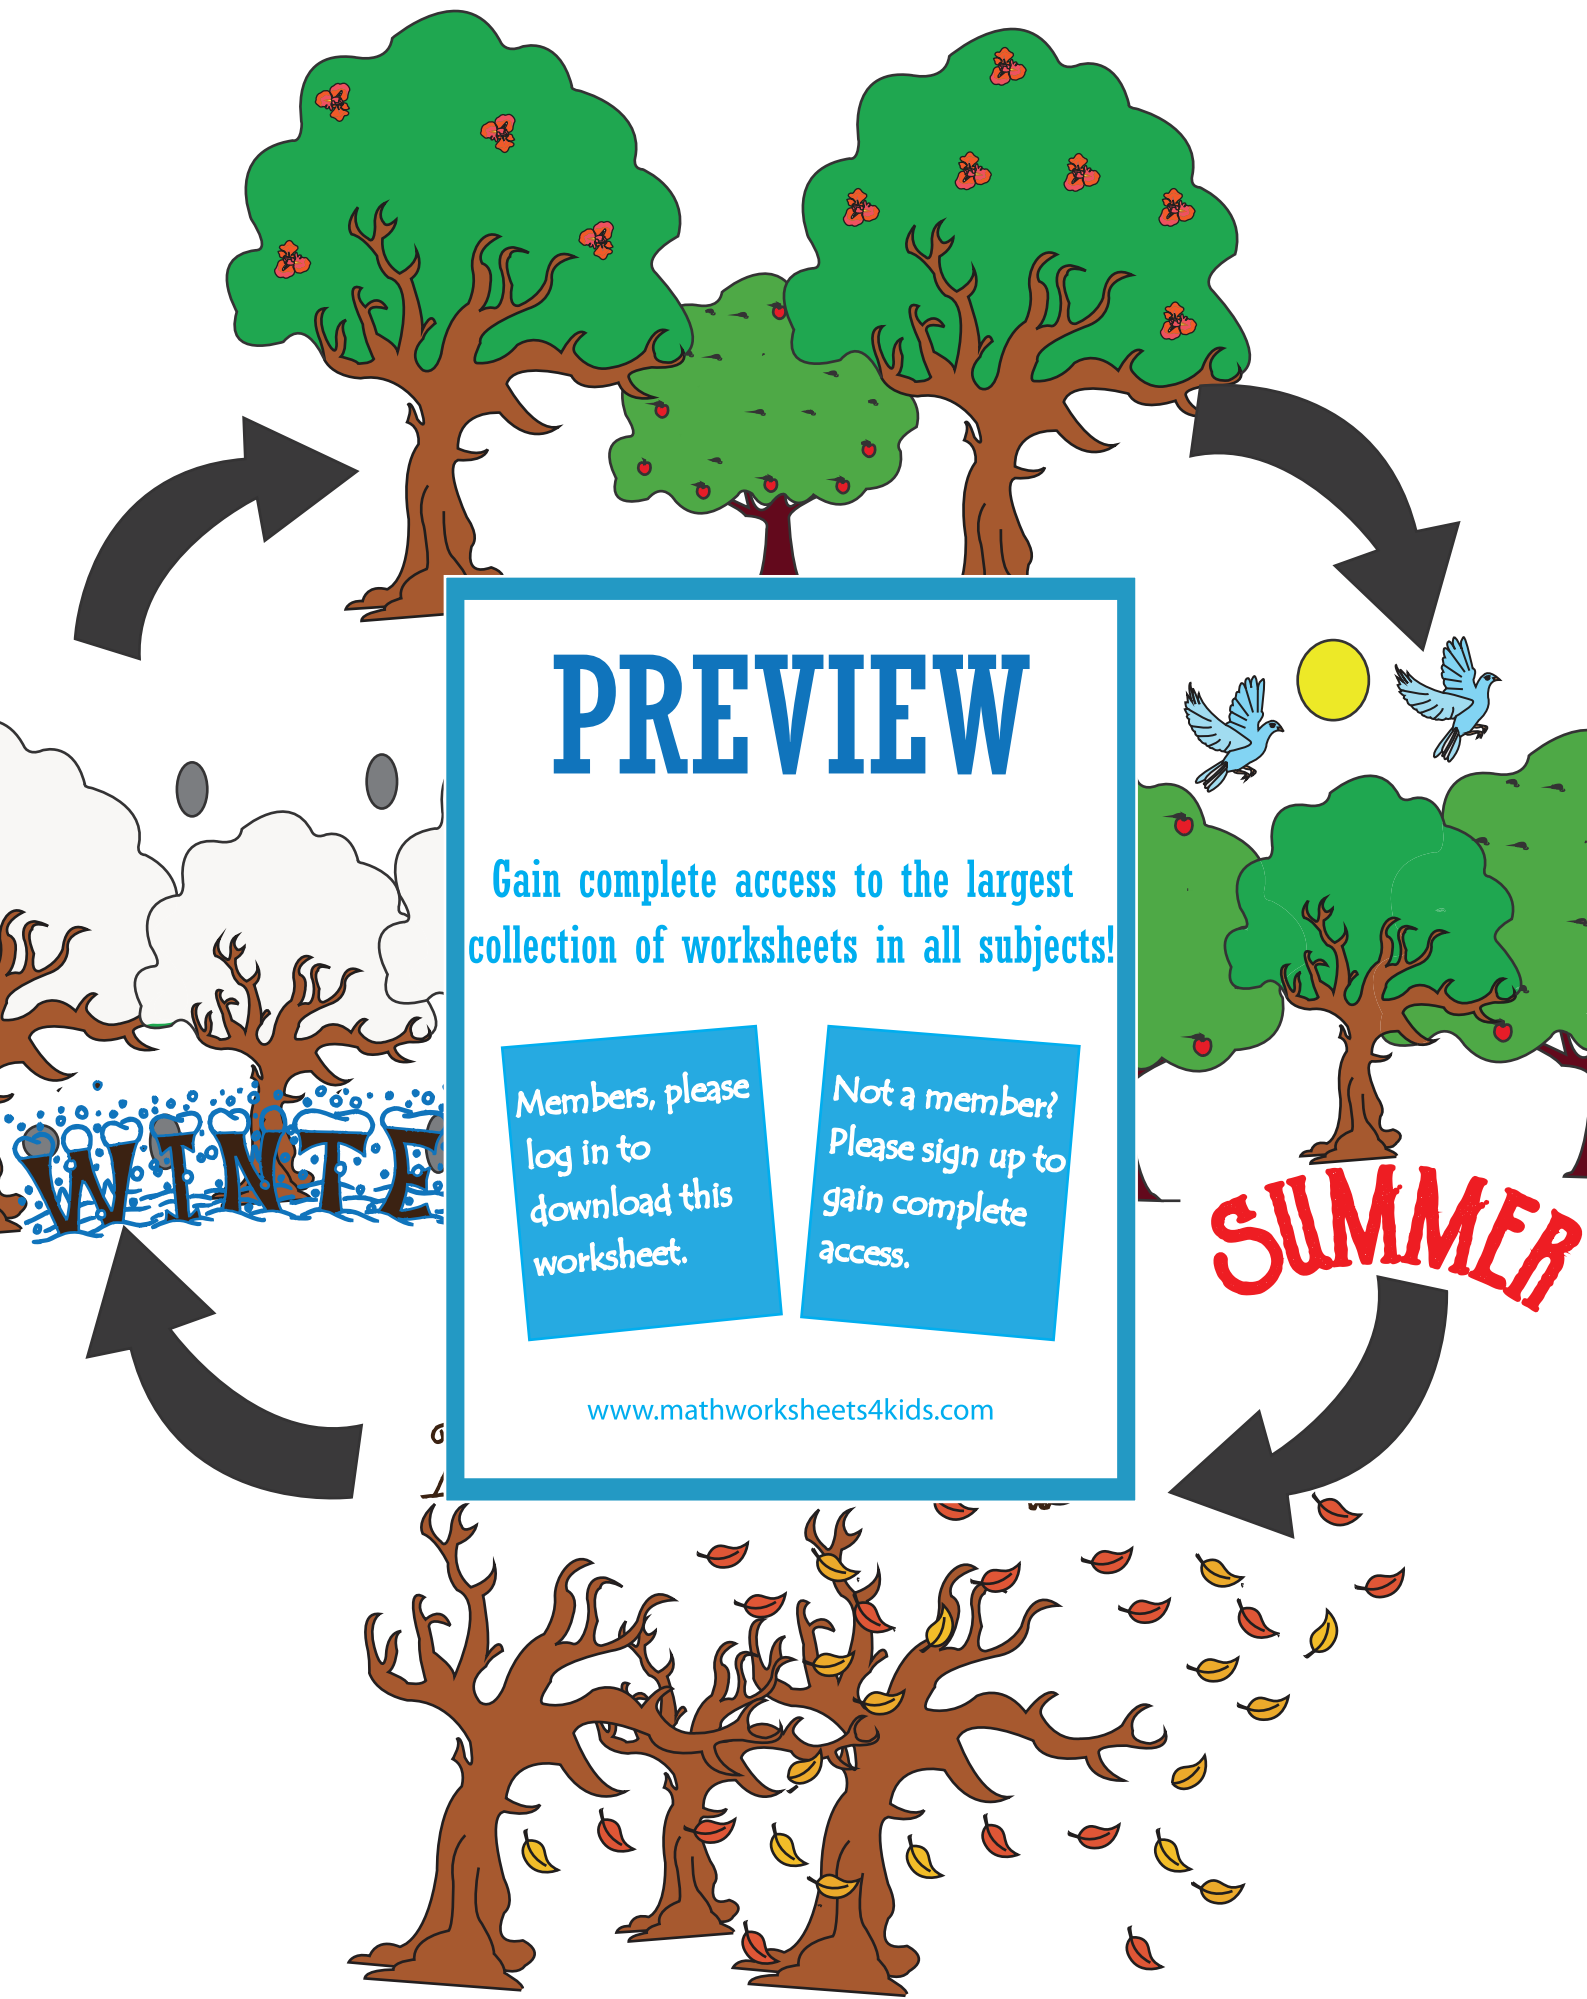 PREVIEW
Gain complete access to the largest
collection of worksheets in all subjects!
Members, please
log in to
download this
worksheet.
Not a member?
Please sign up to
gain complete
access.
WINTE
SUMMER
www.mathworksheets4kids.com